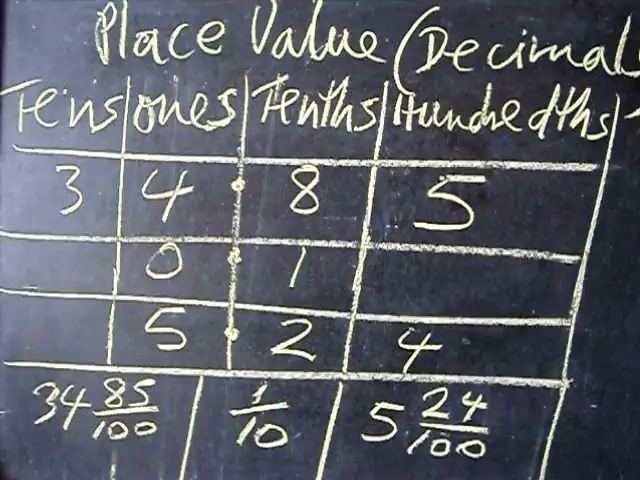 Place Value (Decimal
Tens ones Tenths Hundredths
3 4 . 8 5
0 . 1
5 . 2 4
34 85/100 1/10 5 24/100